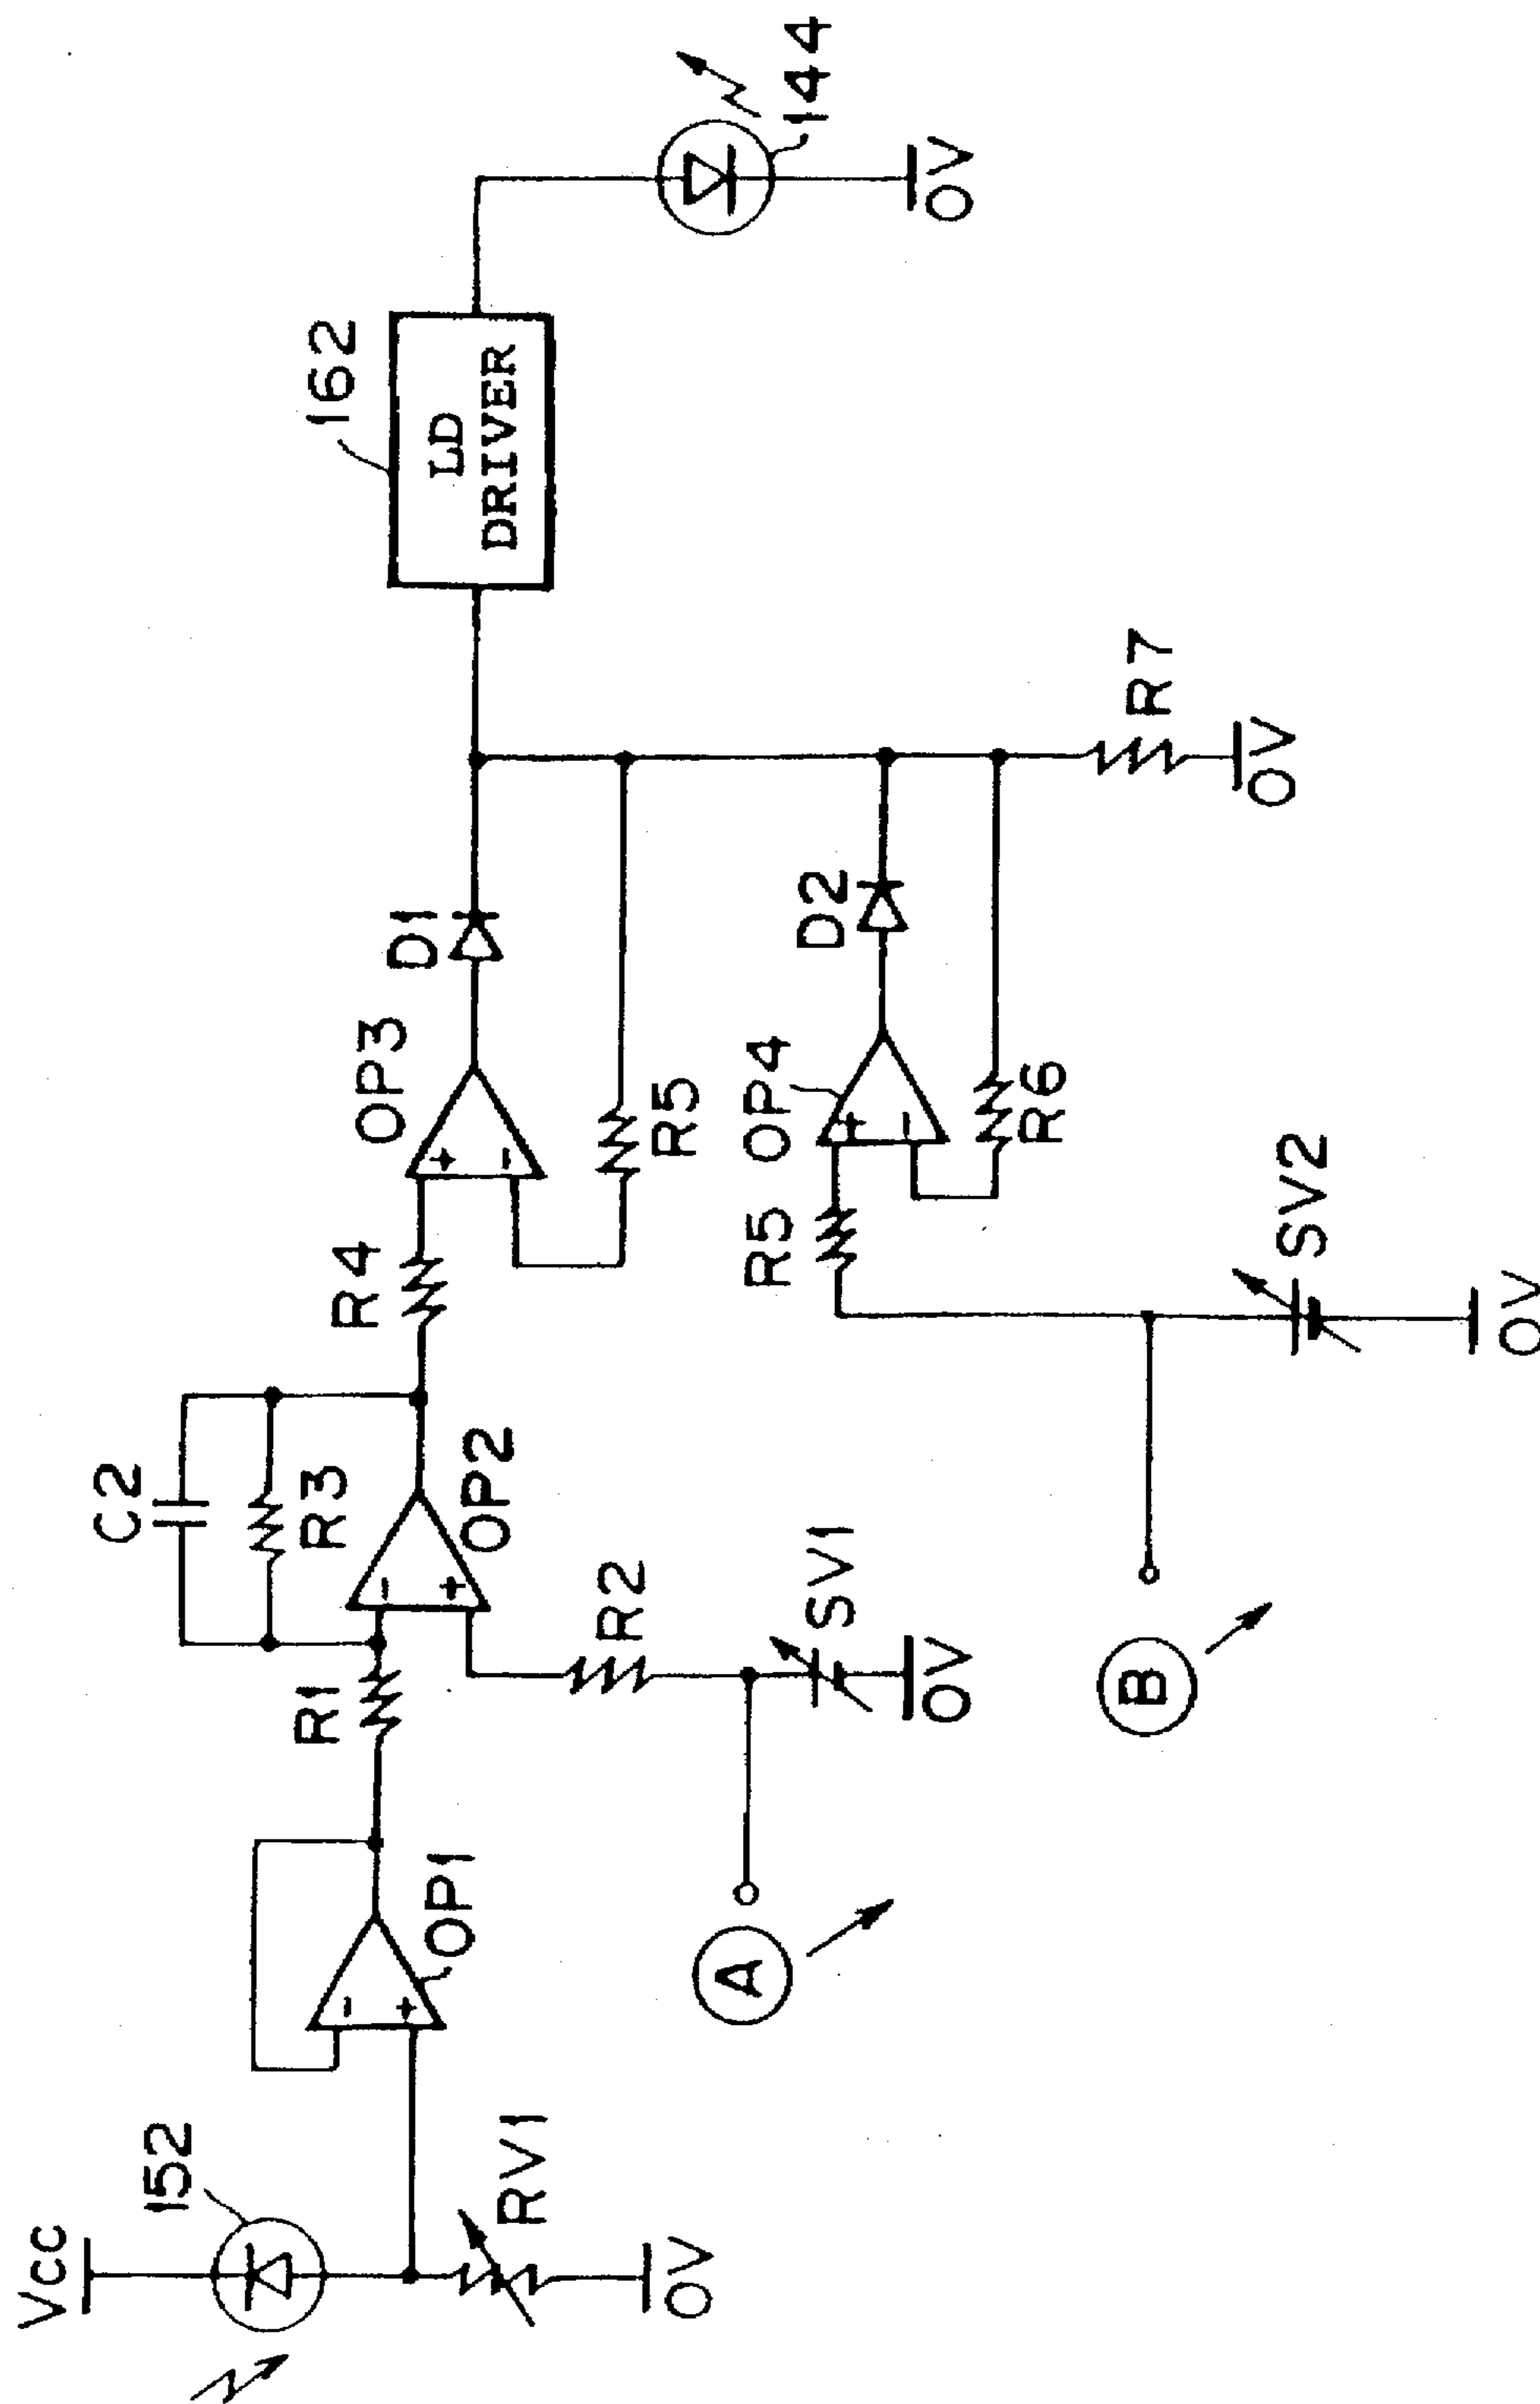 Vcc
152
RV1
0V
OP1
-
+
A
R1
C2
R3
-
+
OP2
R2
SV1
0V
B
R4
OP3
+
-
D1
R5
R5
OP4
+
-
D2
R6
SV2
0V
R7
0V
162
LD
DRIVER
144
0V